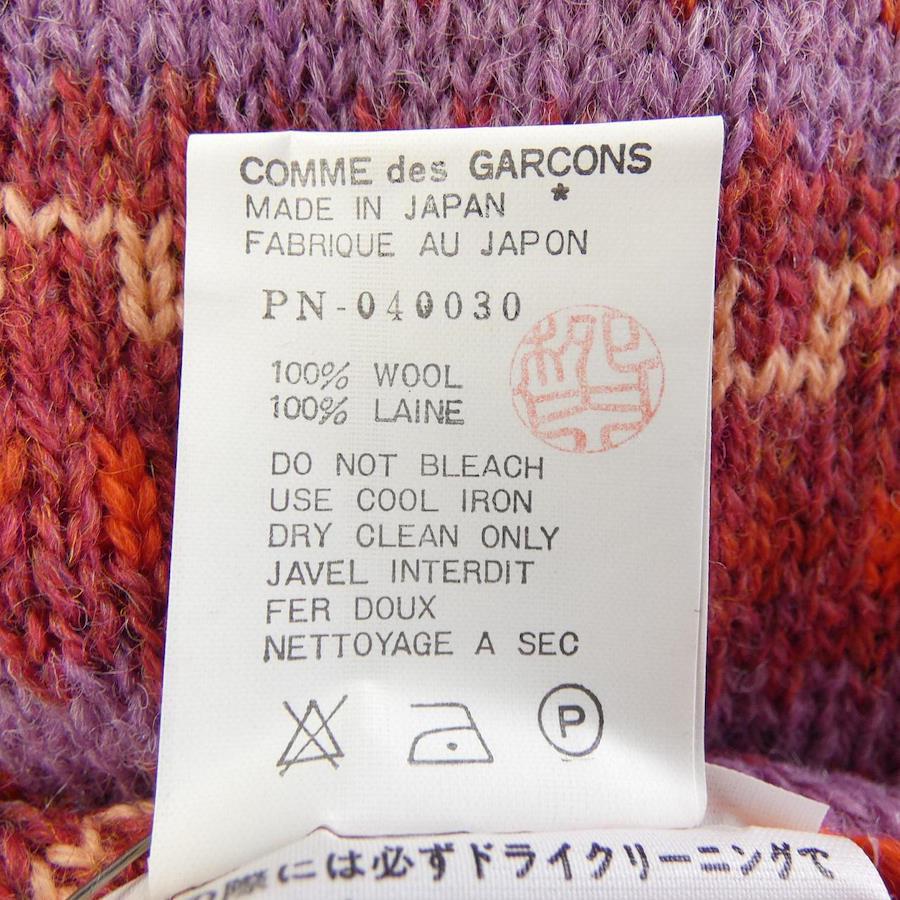 COMME des GARCONS
*
MADE IN JAPAN
FABRIQUE AU JAPON
PN-040030
100% WOOL
100% LAINE
DO NOT BLEACH
USE COOL IRON
DRY CLEAN ONLY
JAVEL INTERDIT
FER DOUX
NETTOYAGE A SEC
P
の際には必ずドライクリーニングで